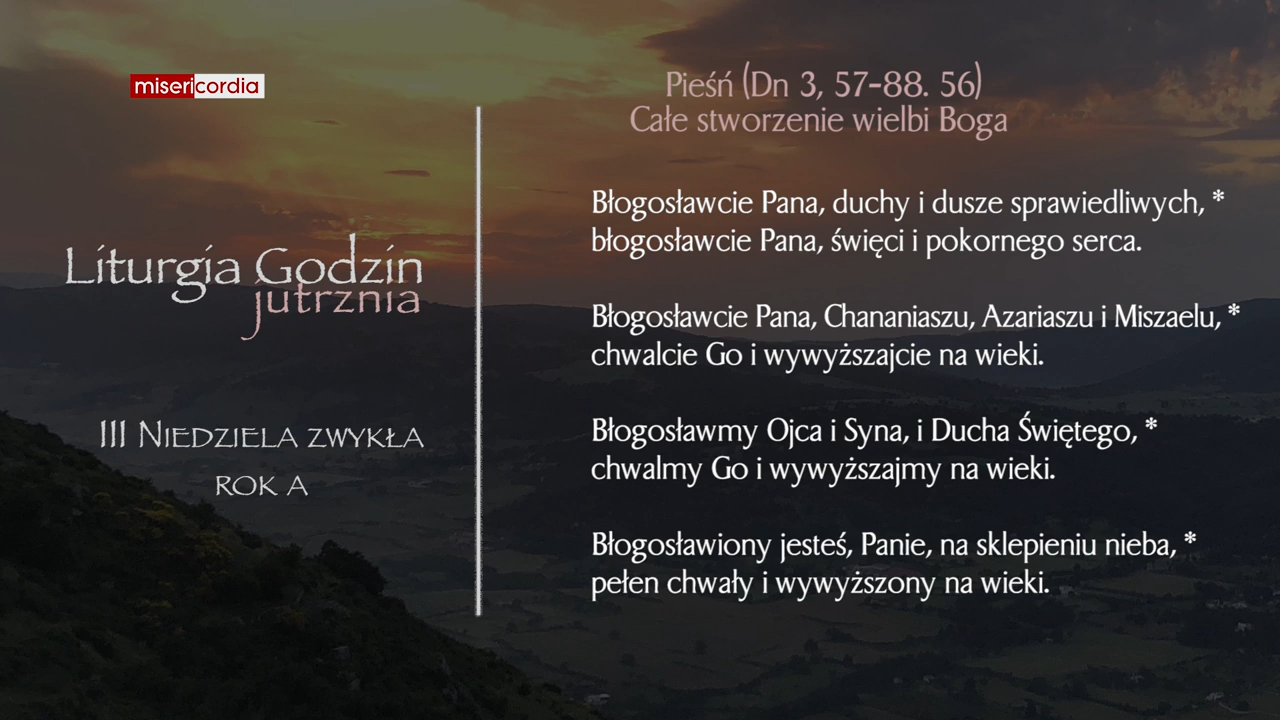 misericordia
Liturgia Godzin
jutrznia
III Niedziela zwykła
rok A
Pieśń (Dn 3, 57-88. 56)
Całe stworzenie wielbi Boga
Błogosławcie Pana, duchy i dusze sprawiedliwych, *
błogosławcie Pana, święci i pokornego serca.
Błogosławcie Pana, Chananiaszu, Azariaszu i Miszaelu, *
chwalcie Go i wywyższajcie na wieki.
Błogosławmy Ojca i Syna, i Ducha Świętego, *
chwalmy Go i wywyższajmy na wieki.
Błogosławiony jesteś, Panie, na sklepieniu nieba, *
pełen chwały i wywyższony na wieki.